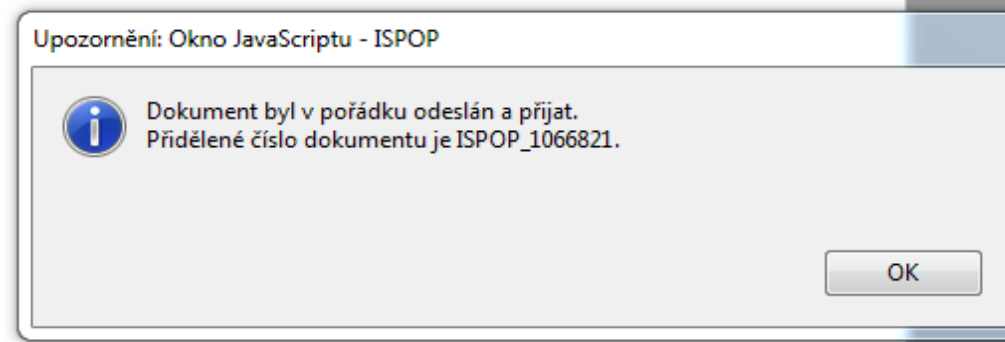 Upozornění: Okno JavaScriptu - ISPOP
Dokument byl v pořádku odeslán a přijat.
Přidělené číslo dokumentu je ISPOP_1066821.
OK